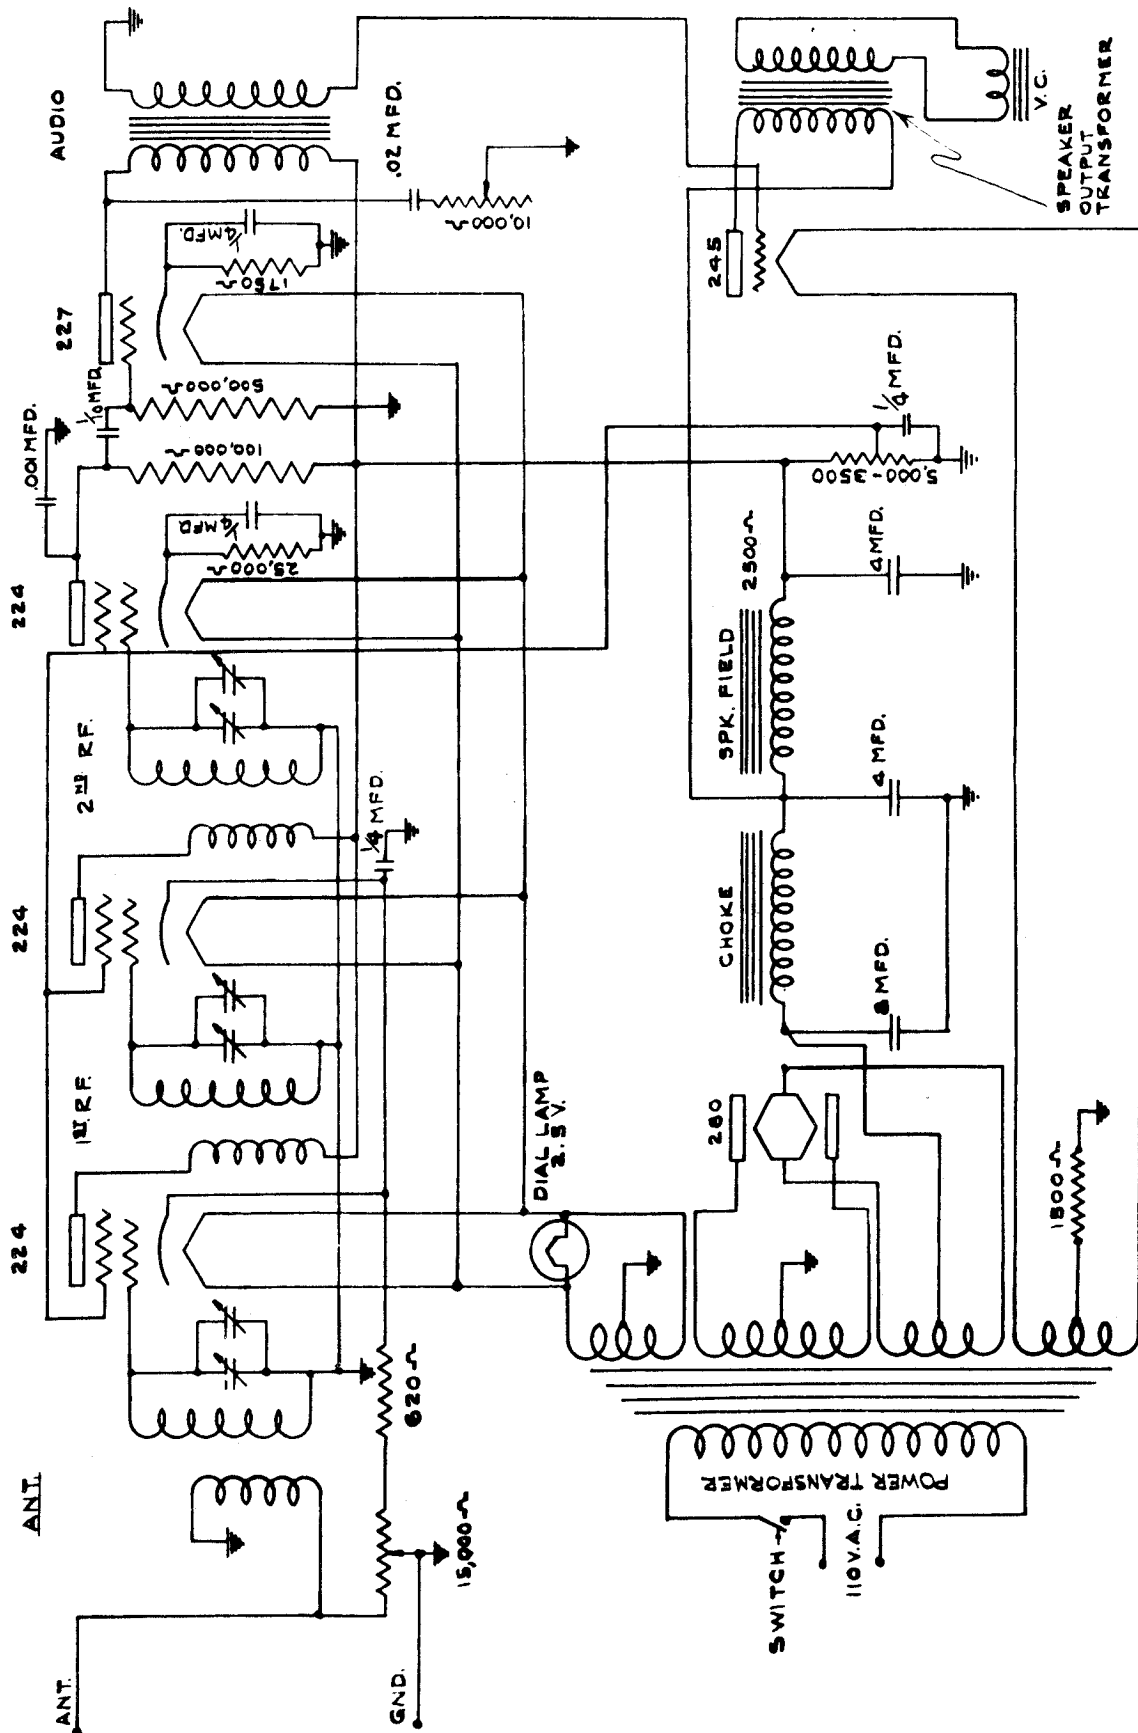 ANT.
ANT.
GND.
15,000~
620~
224
1ST. R.F.
224
2ND R.F.
1/4 MFD.
224
.001 MFD.
25,000~
1/4 MFD.
100,000~
1/10 MFD.
500,000~
227
1750~
1/4 MFD.
AUDIO
.02 MFD.
10,000~
DIAL LAMP
2.5 V.
SWITCH
110 V.A.C.
POWER TRANSFORMER
280
1500~
CHOKE
8 MFD.
SPK. FIELD
2500~
4 MFD.
4 MFD.
5,000-3500
1/4 MFD.
245
SPEAKER
OUTPUT
TRANSFORMER
V.C.